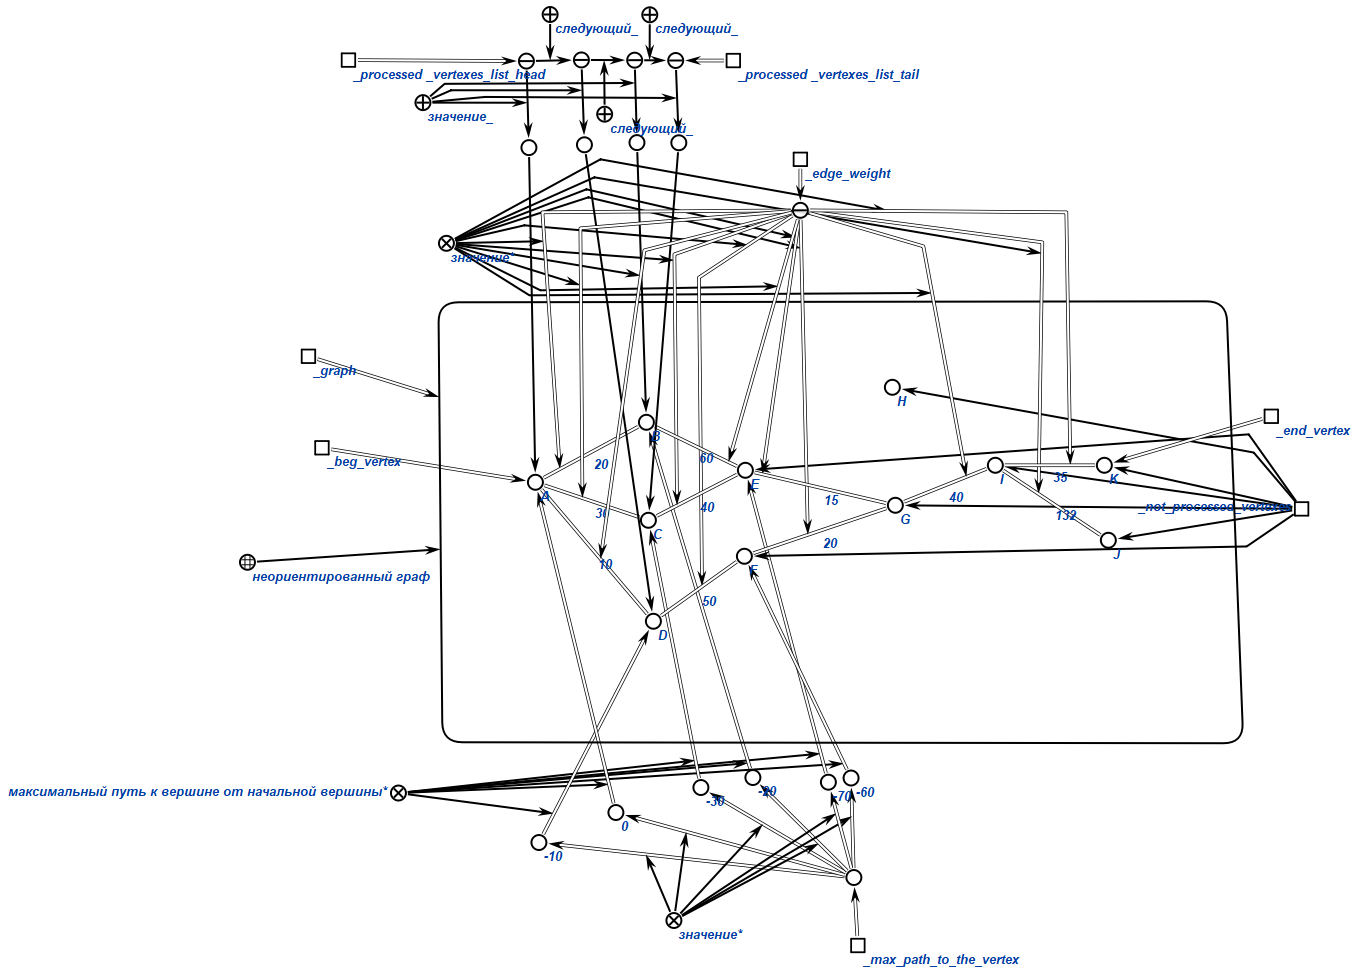 следующий_
следующий_
_processed _vertexes_list_head
_processed _vertexes_list_tail
значение_
следующий_
_edge_weight
значение*
_graph
H
_end_vertex
B
_beg_vertex
20
60
E
I
35
K
A
30
40
15
40
_not_processed_vertexes
C
G
132
20
J
10
F
неориентированный граф
50
D
максимальный путь к вершине от начальной вершины*
-30
-20
-70
-60
0
-10
значение*
_max_path_to_the_vertex